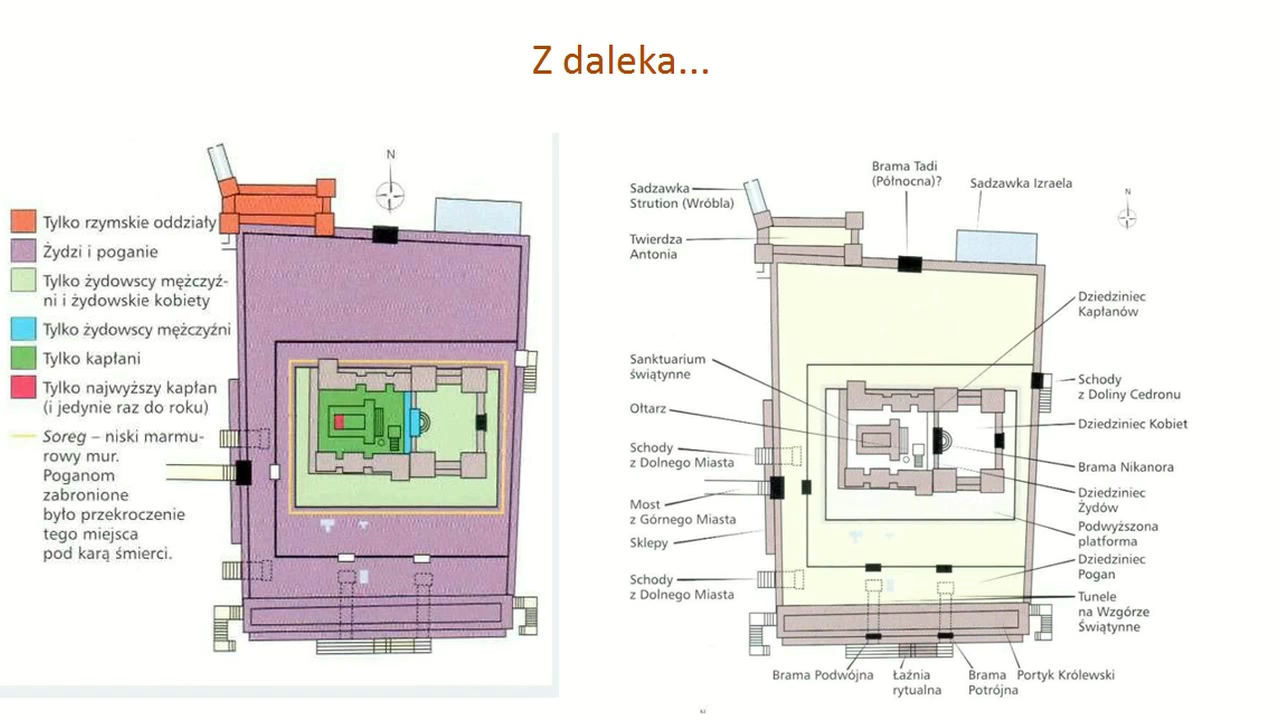 Z daleka...
N
Tylko rzymskie oddziały
Żydzi i poganie
Tylko żydowscy mężczyź-
ni i żydowskie kobiety
Tylko żydowscy mężczyźni
Tylko kapłani
Tylko najwyższy kapłan
(i jedynie raz do roku)
Soreg – niski marmu-
rowy mur.
Poganom
zabronione
było przekroczenie
tego miejsca
pod karą śmierci.
Brama Tadi
(Północna)?
Sadzawka Izraela
N
Sadzawka
Strution (Wróbla)
Twierdza
Antonia
Sanktuarium
świątynne
Ołtarz
Schody
z Dolnego Miasta
Most
z Górnego Miasta
Sklepy
Schody
z Dolnego Miasta
Dziedziniec
Kapłanów
Schody
z Doliny Cedronu
Dziedziniec Kobiet
Brama Nikanora
Dziedziniec
Żydów
Podwyższona
platforma
Dziedziniec
Pogan
Tunele
na Wzgórze
Świątynne
Brama Podwójna
Łaźnia
rytualna
Brama
Potrójna
Portyk Królewski
N